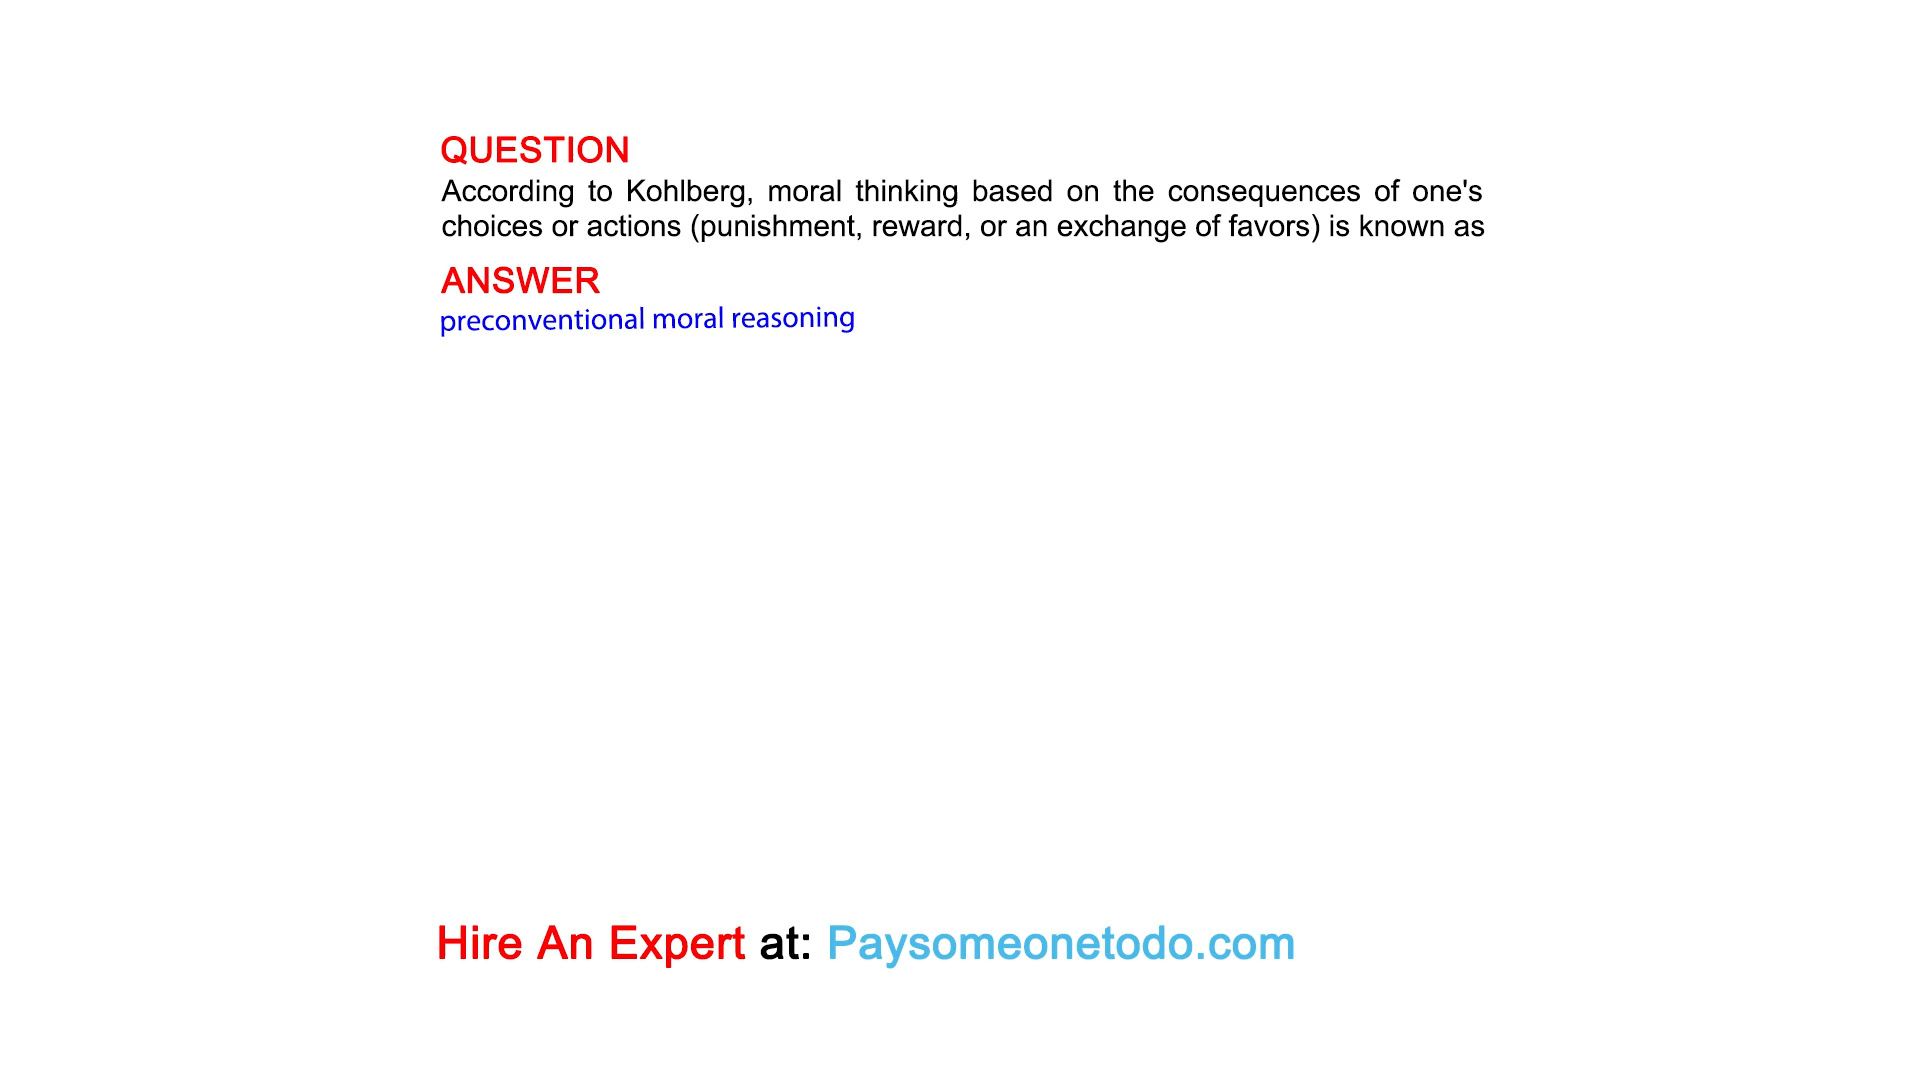 QUESTION
According to Kohlberg, moral thinking based on the consequences of one's
choices or actions (punishment, reward, or an exchange of favors) is known as
ANSWER
preconventional moral reasoning
Hire An Expert at: Paysomeonetodo.com